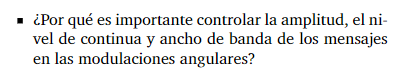 ▪ ¿Por qué es importante controlar la amplitud, el ni-
vel de continua y ancho de banda de los mensajes
en las modulaciones angulares?